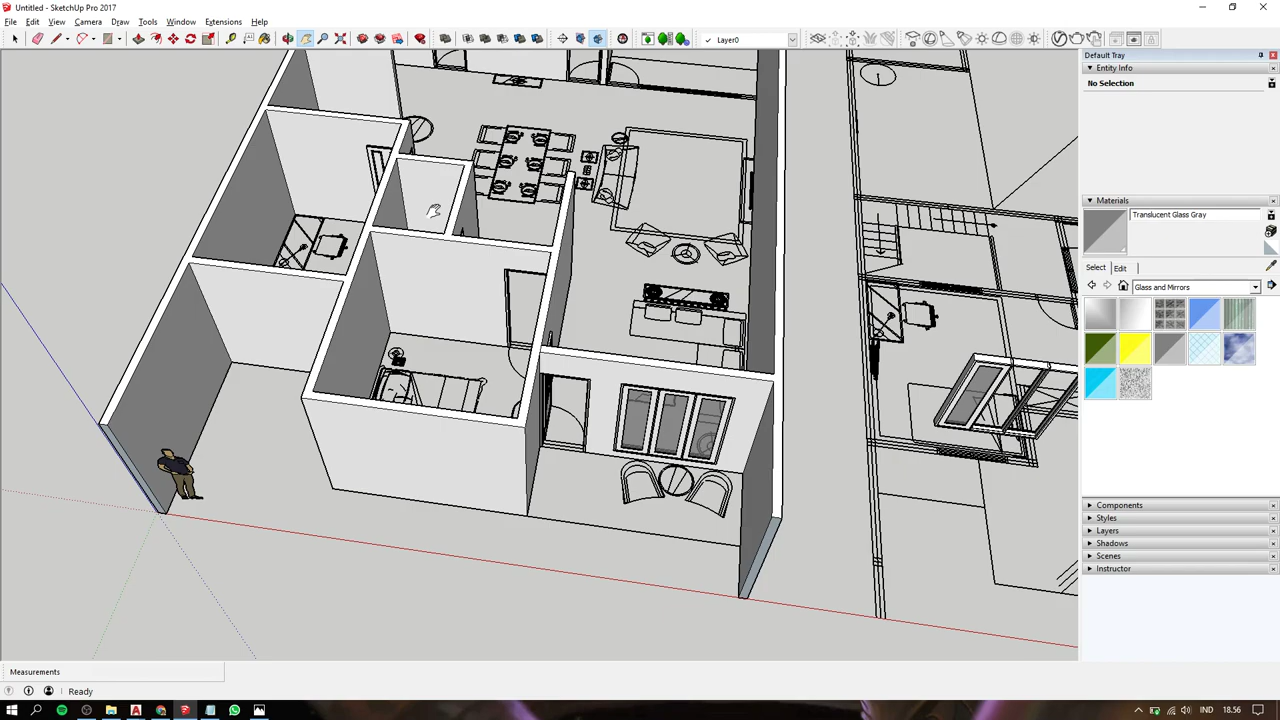 Untitled - SketchUp Pro 2017
File Edit View Camera Draw Tools Window Extensions Help
Layer0
Default Tray
Entity Info
No Selection
Materials
Translucent Glass Gray
Select Edit
Glass and Mirrors
Components
Styles
Layers
Shadows
Scenes
Instructor
Measurements
Ready
IND 18.56